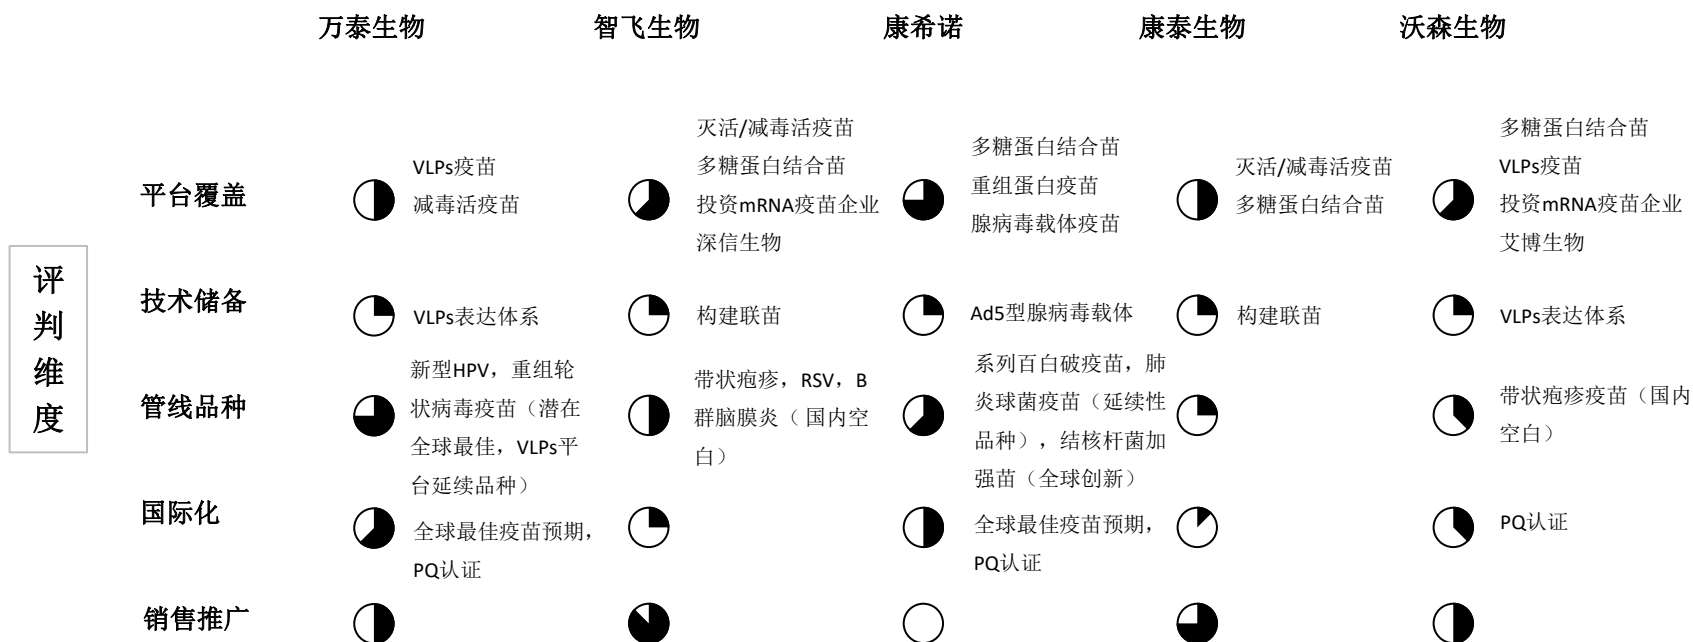 万泰生物
智飞生物
康希诺
康泰生物
沃森生物
评
判
维
度
平台覆盖
VLPs疫苗
减毒活疫苗
灭活/减毒活疫苗
多糖蛋白结合苗
投资mRNA疫苗企业
深信生物
多糖蛋白结合苗
重组蛋白疫苗
腺病毒载体疫苗
灭活/减毒活疫苗
多糖蛋白结合苗
多糖蛋白结合苗
VLPs疫苗
投资mRNA疫苗企业
艾博生物
技术储备
VLPs表达体系
构建联苗
Ad5型腺病毒载体
构建联苗
VLPs表达体系
管线品种
新型HPV，重组轮
状病毒疫苗（潜在
全球最佳，VLPs平
台延续品种）
带状疱疹，RSV，B
群脑膜炎（国内空
白）
系列百白破疫苗，肺
炎球菌疫苗（延续性
品种），结核杆菌加
强苗（全球创新）
带状疱疹疫苗（国内
空白）
国际化
全球最佳疫苗预期，
PQ认证
全球最佳疫苗预期，
PQ认证
PQ认证
销售推广